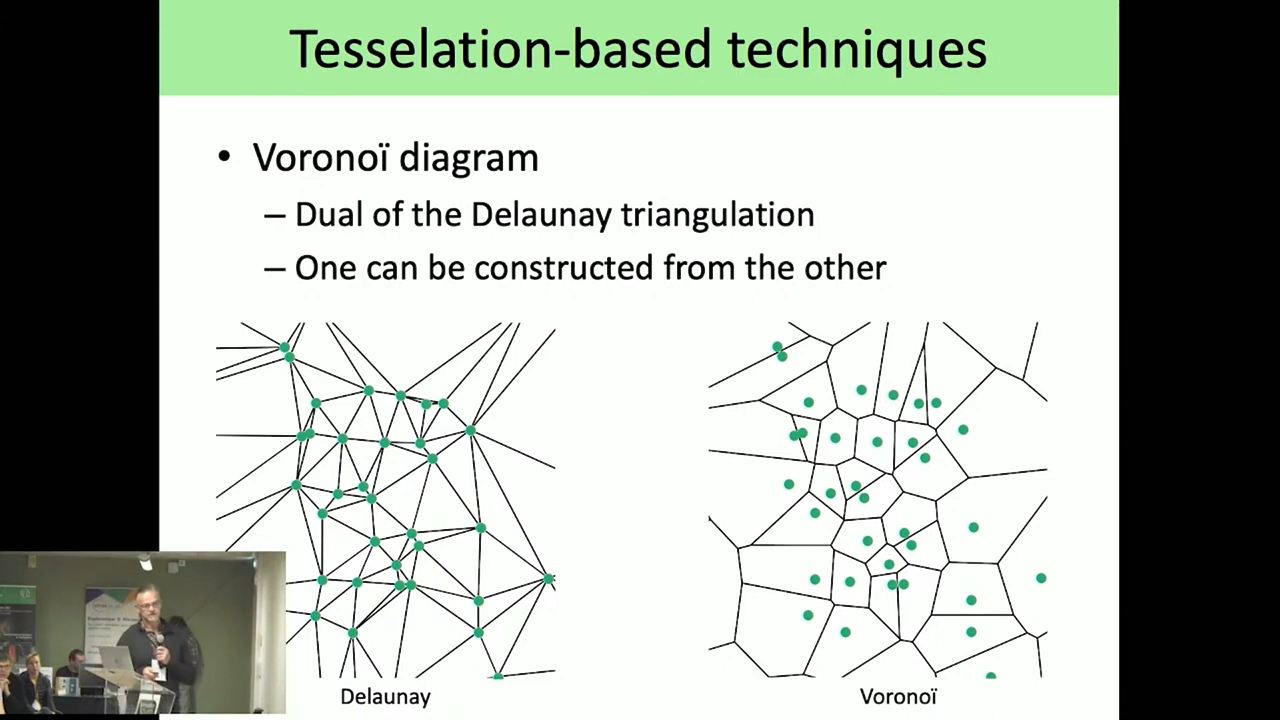 Tesselation-based techniques
• Voronoï diagram
– Dual of the Delaunay triangulation
– One can be constructed from the other
Delaunay
Voronoï